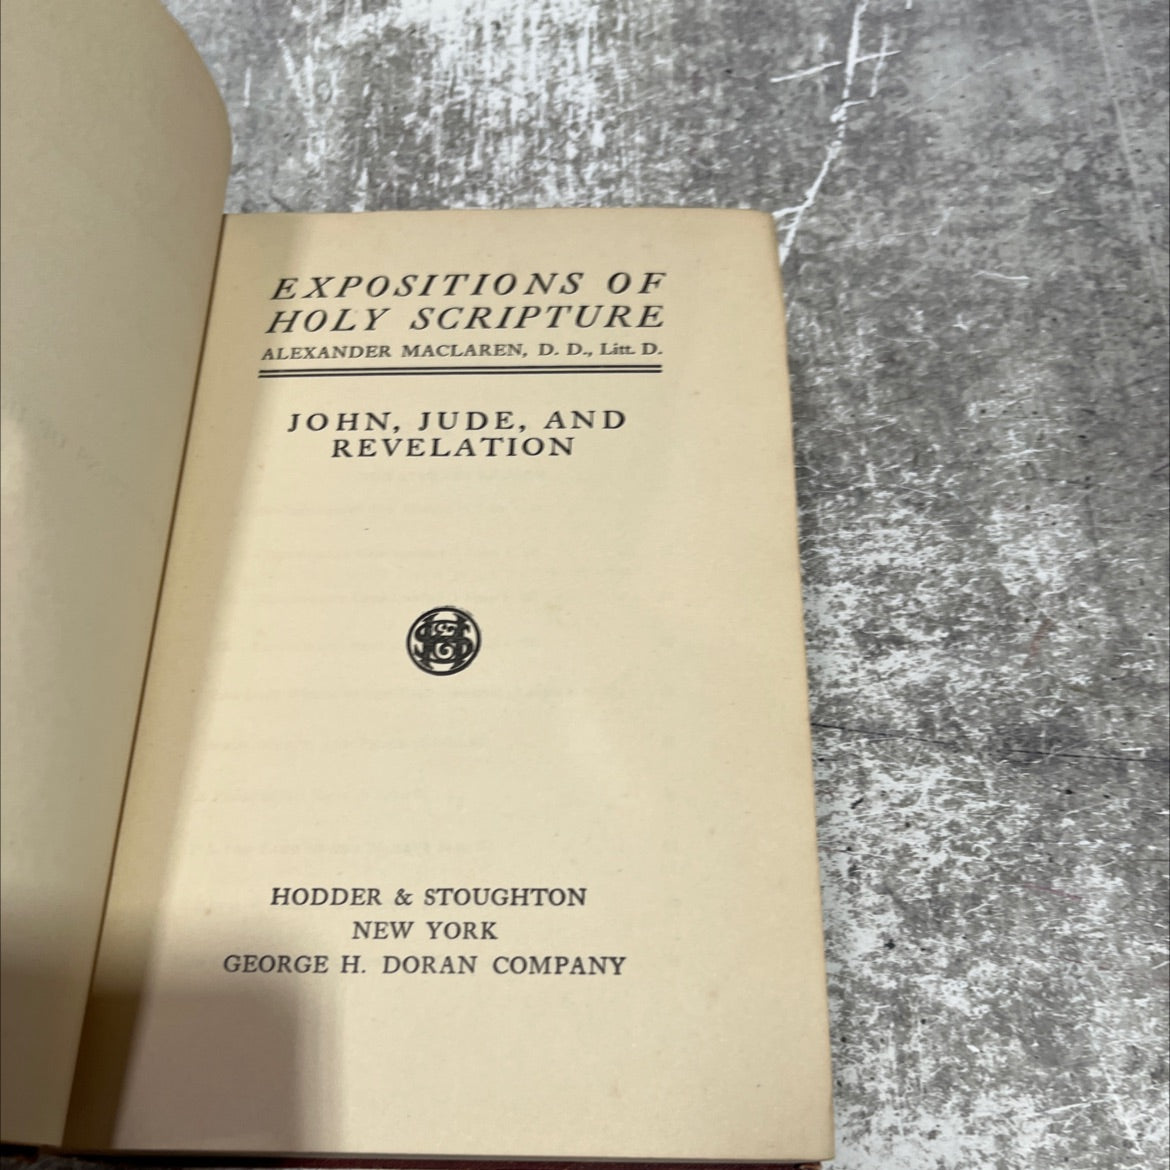 EXPOSITIONS OF
HOLY SCRIPTURE
ALEXANDER MACLAREN, D. D., Litt. D.
JOHN, JUDE, AND
REVELATION
HODDER & STOUGHTON
NEW YORK
GEORGE H. DORAN COMPANY